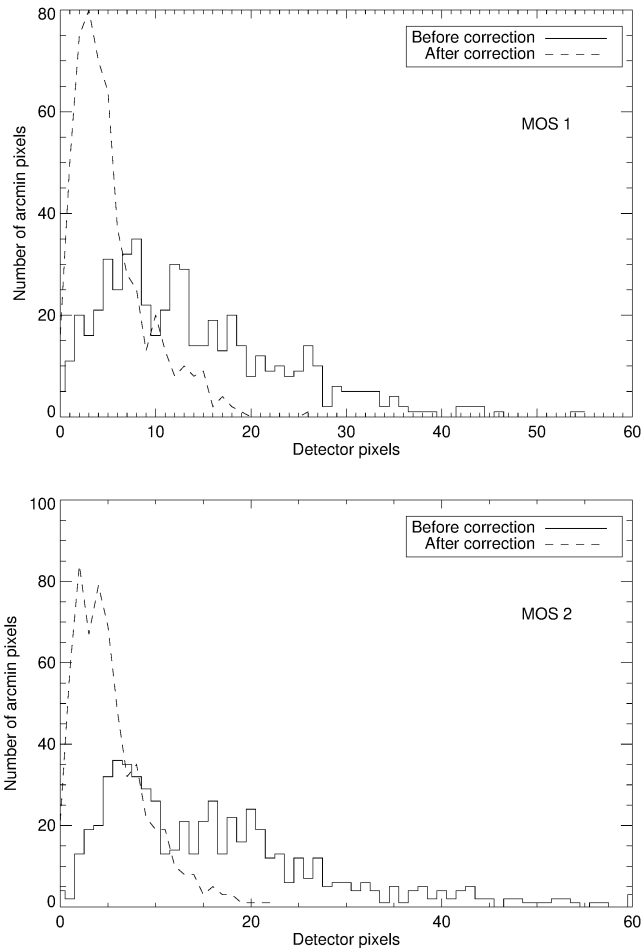 80
60
40
20
0
Number of arcmin pixels
Before correction
After correction
MOS 1
0 10 20 30 40 50 60
Detector pixels
100
80
60
40
20
0
Number of arcmin pixels
Before correction
After correction
MOS 2
0 20 40 60
Detector pixels